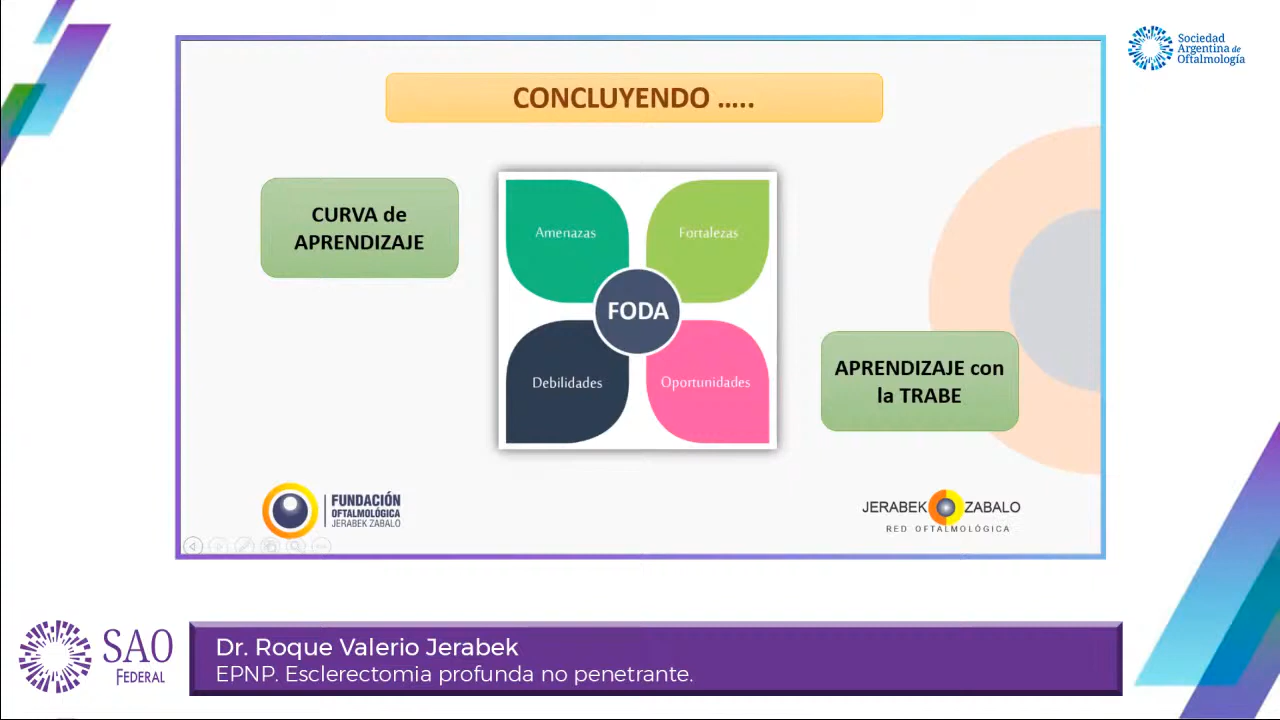 Sociedad
Argentina de
Oftalmología
CONCLUYENDO .....
CURVA de
APRENDIZAJE
Amenazas
Fortalezas
FODA
Debilidades
Oportunidades
APRENDIZAJE con
la TRABE
FUNDACIÓN
OFTALMOLÓGICA
JERABEK ZABALO
JERABEK ZABALO
RED OFTALMOLÓGICA
SAO
FEDERAL
Dr. Roque Valerio Jerabek
EPNP. Esclerectomia profunda no penetrante.